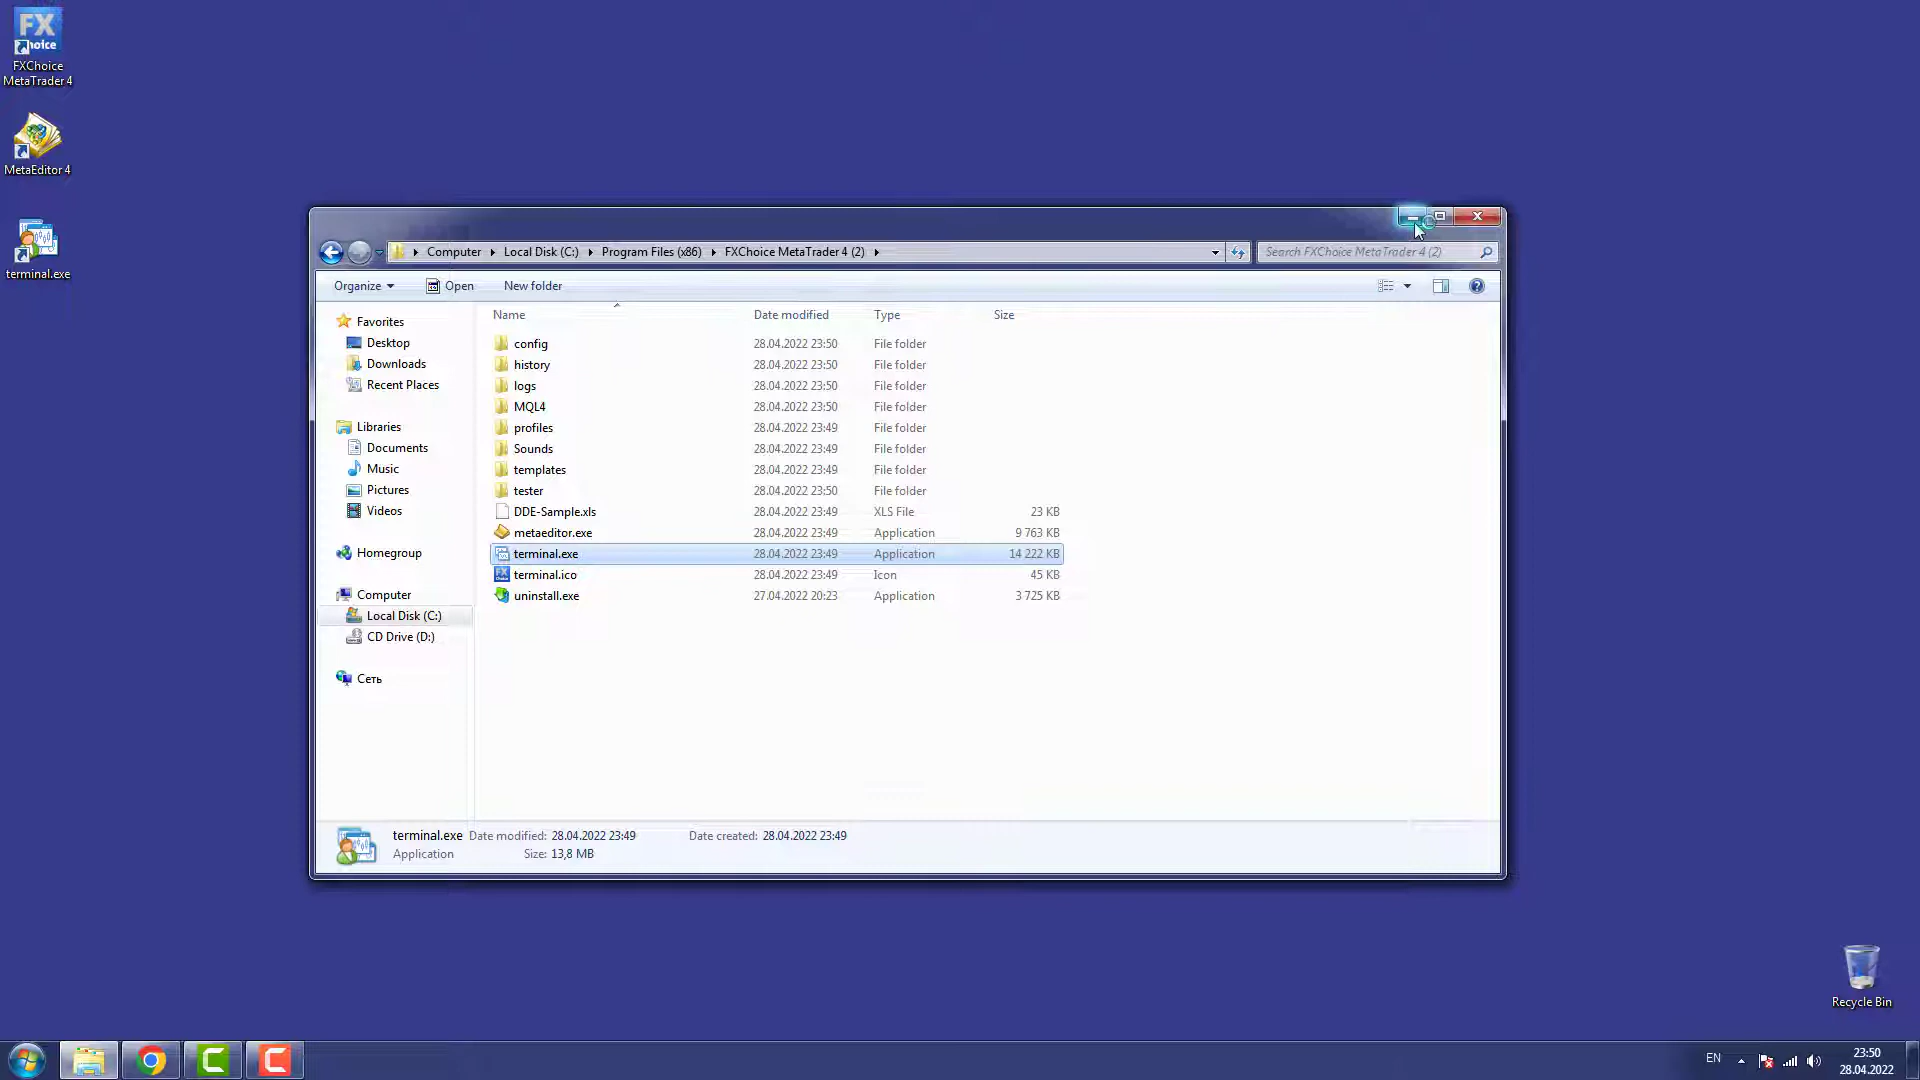 FX
hoice
FXChoice
MetaTrader 4
MetaEditor 4
terminal.exe
Computer
Local Disk (C:)
Program Files (x86)
FXChoice MetaTrader 4 (2)
Search FXChoice MetaTrader 4 (2)
Organize
Open
New folder
Name
Date modified
Type
Size
Favorites
Desktop
Downloads
Recent Places
Libraries
Documents
Music
Pictures
Videos
Homegroup
Computer
Local Disk (C:)
CD Drive (D:)
Сеть
config 28.04.2022 23:50 File folder
history 28.04.2022 23:50 File folder
logs 28.04.2022 23:50 File folder
MQL4 28.04.2022 23:50 File folder
profiles 28.04.2022 23:49 File folder
Sounds 28.04.2022 23:49 File folder
templates 28.04.2022 23:49 File folder
tester 28.04.2022 23:50 File folder
DDE-Sample.xls 28.04.2022 23:49 XLS File 23 KB
metaeditor.exe 28.04.2022 23:49 Application 9 763 KB
terminal.exe 28.04.2022 23:49 Application 14 222 KB
terminal.ico 28.04.2022 23:49 Icon 45 KB
uninstall.exe 27.04.2022 20:23 Application 3 725 KB
terminal.exe Date modified: 28.04.2022 23:49 Date created: 28.04.2022 23:49
Application Size: 13,8 MB
Recycle Bin
EN
23:50
28.04.2022